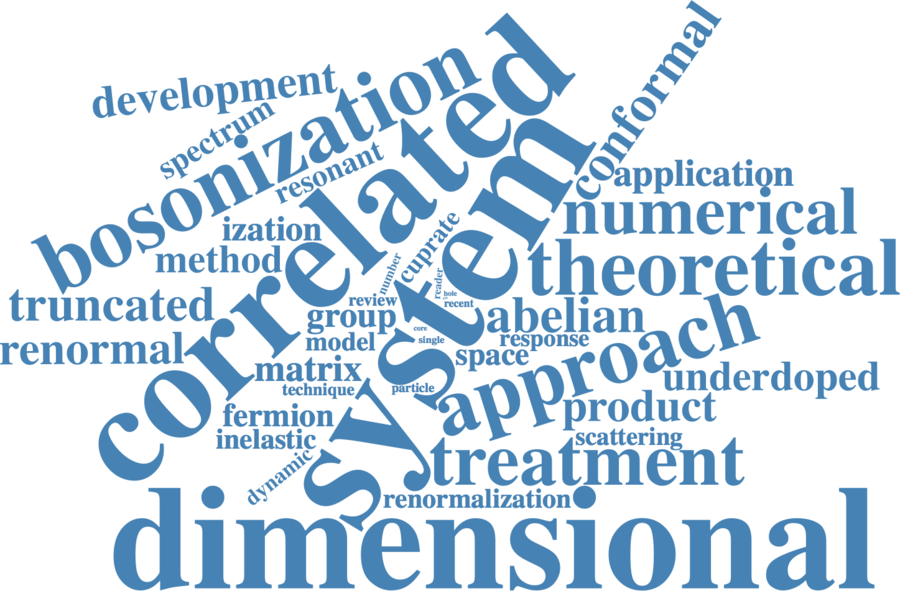 development
spectrum
bosonization
resonant
correlated
conformal
application
numerical
ization
method
cuprate
number
theoretical
system
reader
hole
recent
truncated
review
group
abelian
core
response
renormal
model
single
space
approach
matrix
technique
particle
underdoped
product
fermion
inelastic
scattering
treatment
dynamic
renormalization
dimensional